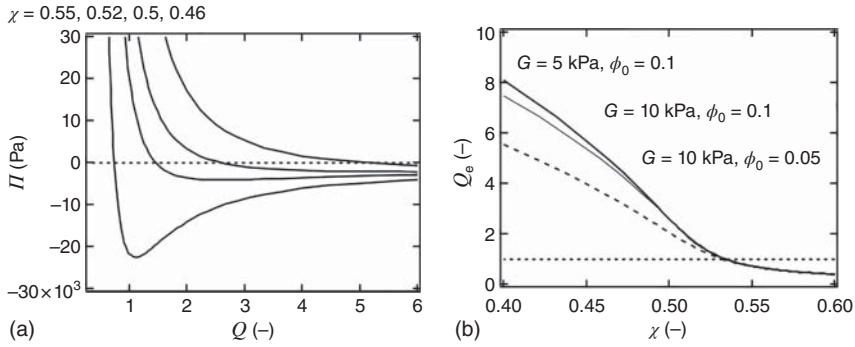 χ = 0.55, 0.52, 0.5, 0.46
30
20
10
0
−10
−20
−30×10³
Π (Pa)
1
2
3
4
5
6
Q (–)
(a)
10
8
6
4
2
0
Qₑ (–)
G = 5 kPa, ϕ₀ = 0.1
G = 10 kPa, ϕ₀ = 0.1
G = 10 kPa, ϕ₀ = 0.05
0.40
0.45
0.50
0.55
0.60
χ (–)
(b)